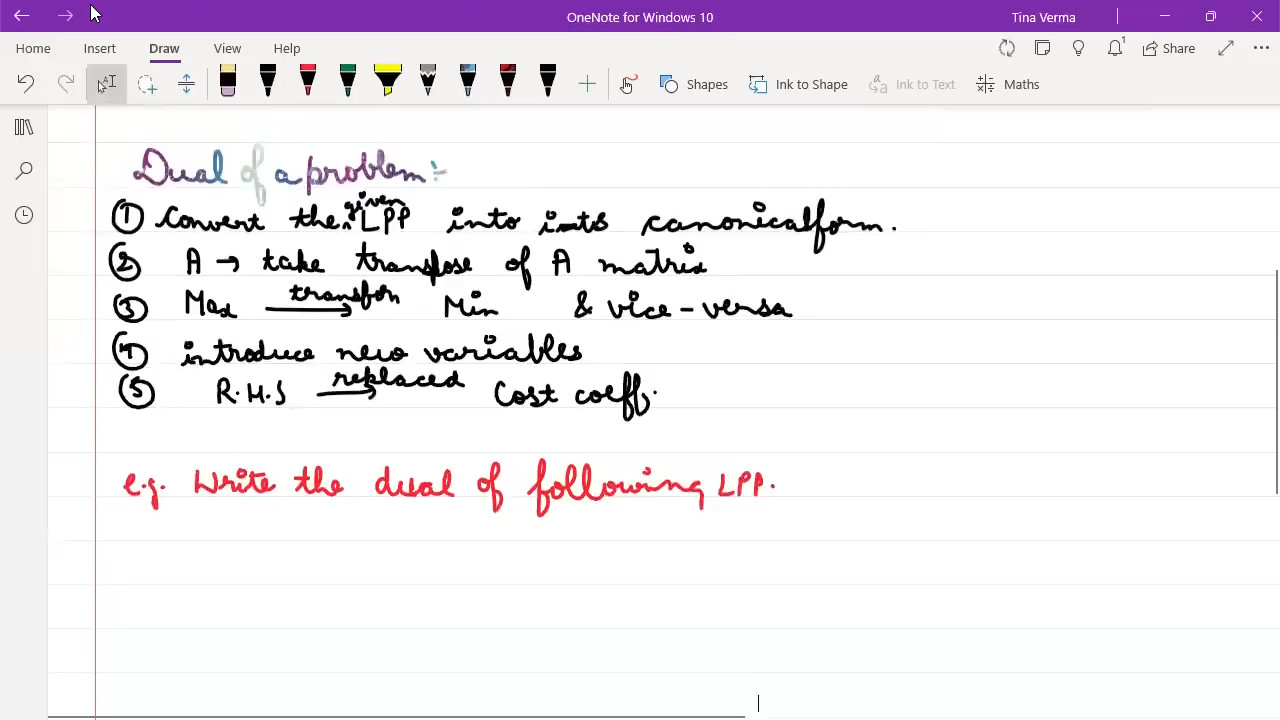 OneNote for Windows 10
Tina Verma
Home Insert Draw View Help
1 Share
Shapes Ink to Shape Ink to Text Maths
Dual of a problem :-
① Convert the given LPP into its canonical form.
② A → take transpose of A matrix
③ Max transfon → Min & vice-versa
④ introduce new variables
⑤ R.H.S replaced → Cost coeff.
e.g. Write the dual of following LPP.